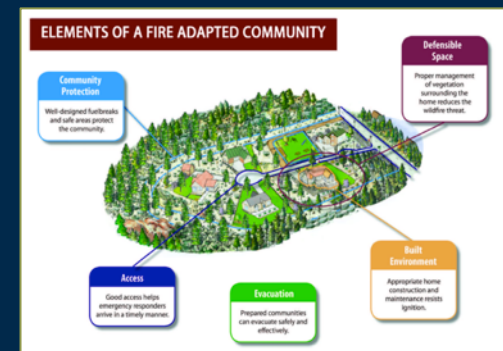 ELEMENTS OF A FIRE ADAPTED COMMUNITY
Defensible
Space
Proper management
of vegetation
surrounding the
home reduces the
wildfire threat.
Community
Protection
Well-designed fuelbreaks
and safe areas protect
the community.
Access
Good access helps
emergency responders
arrive in a timely manner.
Evacuation
Prepared communities
can evacuate safely and
effectively.
Built
Environment
Appropriate home
construction and
maintenance resists
ignition.